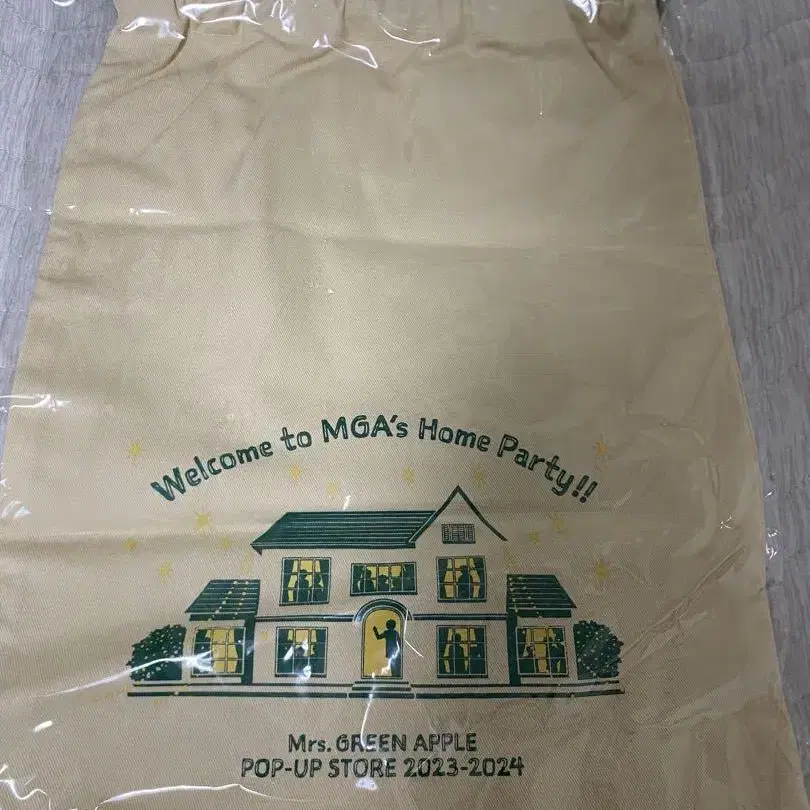 Welcome to MGA's Home Party!!
Mrs. GREEN APPLE
POP-UP STORE 2023-2024